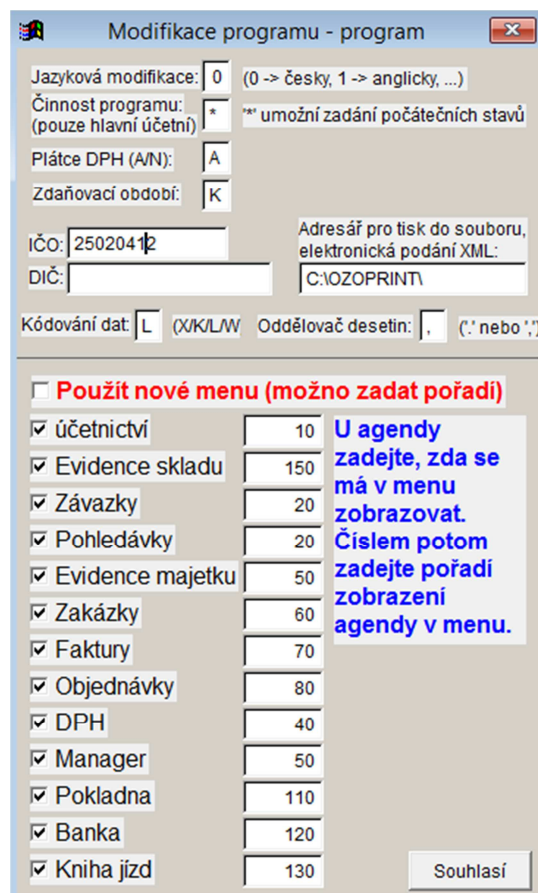 Modifikace programu - program
Jazyková modifikace: 0 (0 -> česky, 1 -> anglicky, ...)
Činnost programu:
(pouze hlavní účetní) * '*' umožní zadání počátečních stavů
Plátce DPH (A/N): A
Zdaňovací období: K
Adresář pro tisk do souboru,
elektronická podání XML:
IČO: 25020412
DIČ: C:\OZOPRINT\
Kódování dat: L (X/K/L/W Oddělovač desetin: , ('.' nebo ',')
Použít nové menu (možno zadat pořadí)
účetnictví 10
Evidence skladu 150
Závazky 20
Pohledávky 20
Evidence majetku 50
Zakázky 60
Faktury 70
Objednávky 80
DPH 40
Manager 50
Pokladna 110
Banka 120
Kniha jízd 130
U agendy
zadejte, zda se
má v menu
zobrazovat.
Číslem potom
zadejte pořadí
zobrazení
agendy v menu.
Souhlasí